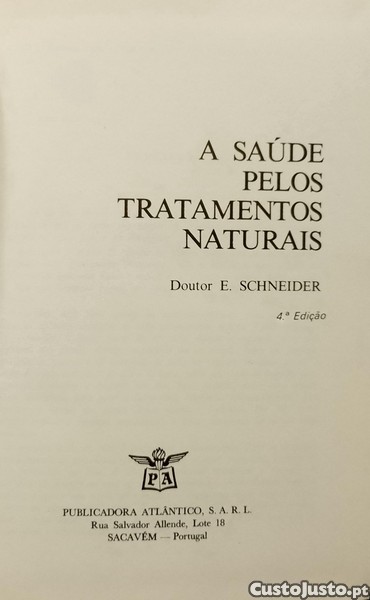 A SAÚDE
PELOS
TRATAMENTOS
NATURAIS
Doutor E. SCHNEIDER
4.ª Edição
P A
PUBLICADORA ATLÂNTICO, S. A. R. L.
Rua Salvador Allende, Lote 18
SACAVÉM — Portugal
CustoJusto.pt